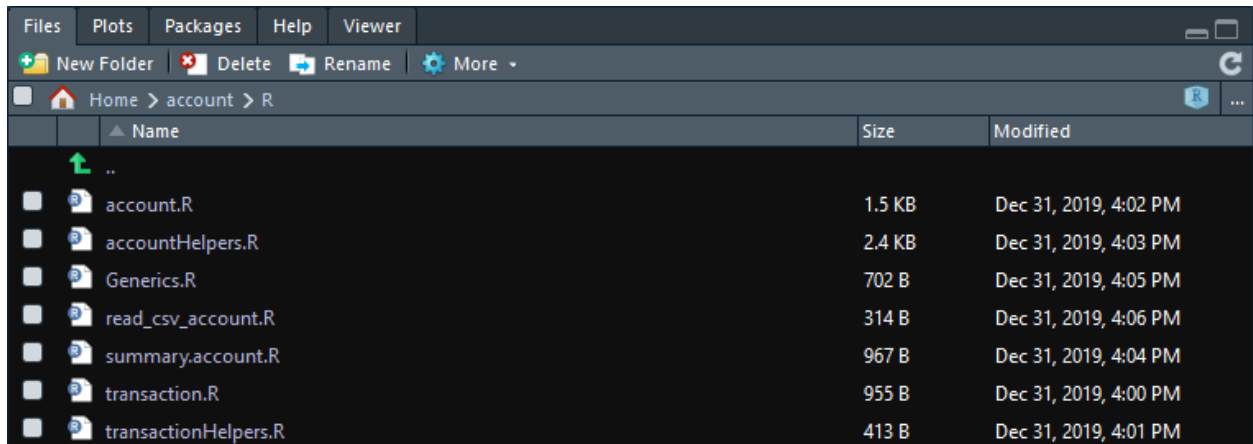 Files Plots Packages Help Viewer
New Folder Delete Rename More
Home > account > R R ...
Name Size Modified
..
account.R 1.5 KB Dec 31, 2019, 4:02 PM
accountHelpers.R 2.4 KB Dec 31, 2019, 4:03 PM
Generics.R 702 B Dec 31, 2019, 4:05 PM
read_csv_account.R 314 B Dec 31, 2019, 4:06 PM
summary.account.R 967 B Dec 31, 2019, 4:04 PM
transaction.R 955 B Dec 31, 2019, 4:00 PM
transactionHelpers.R 413 B Dec 31, 2019, 4:01 PM